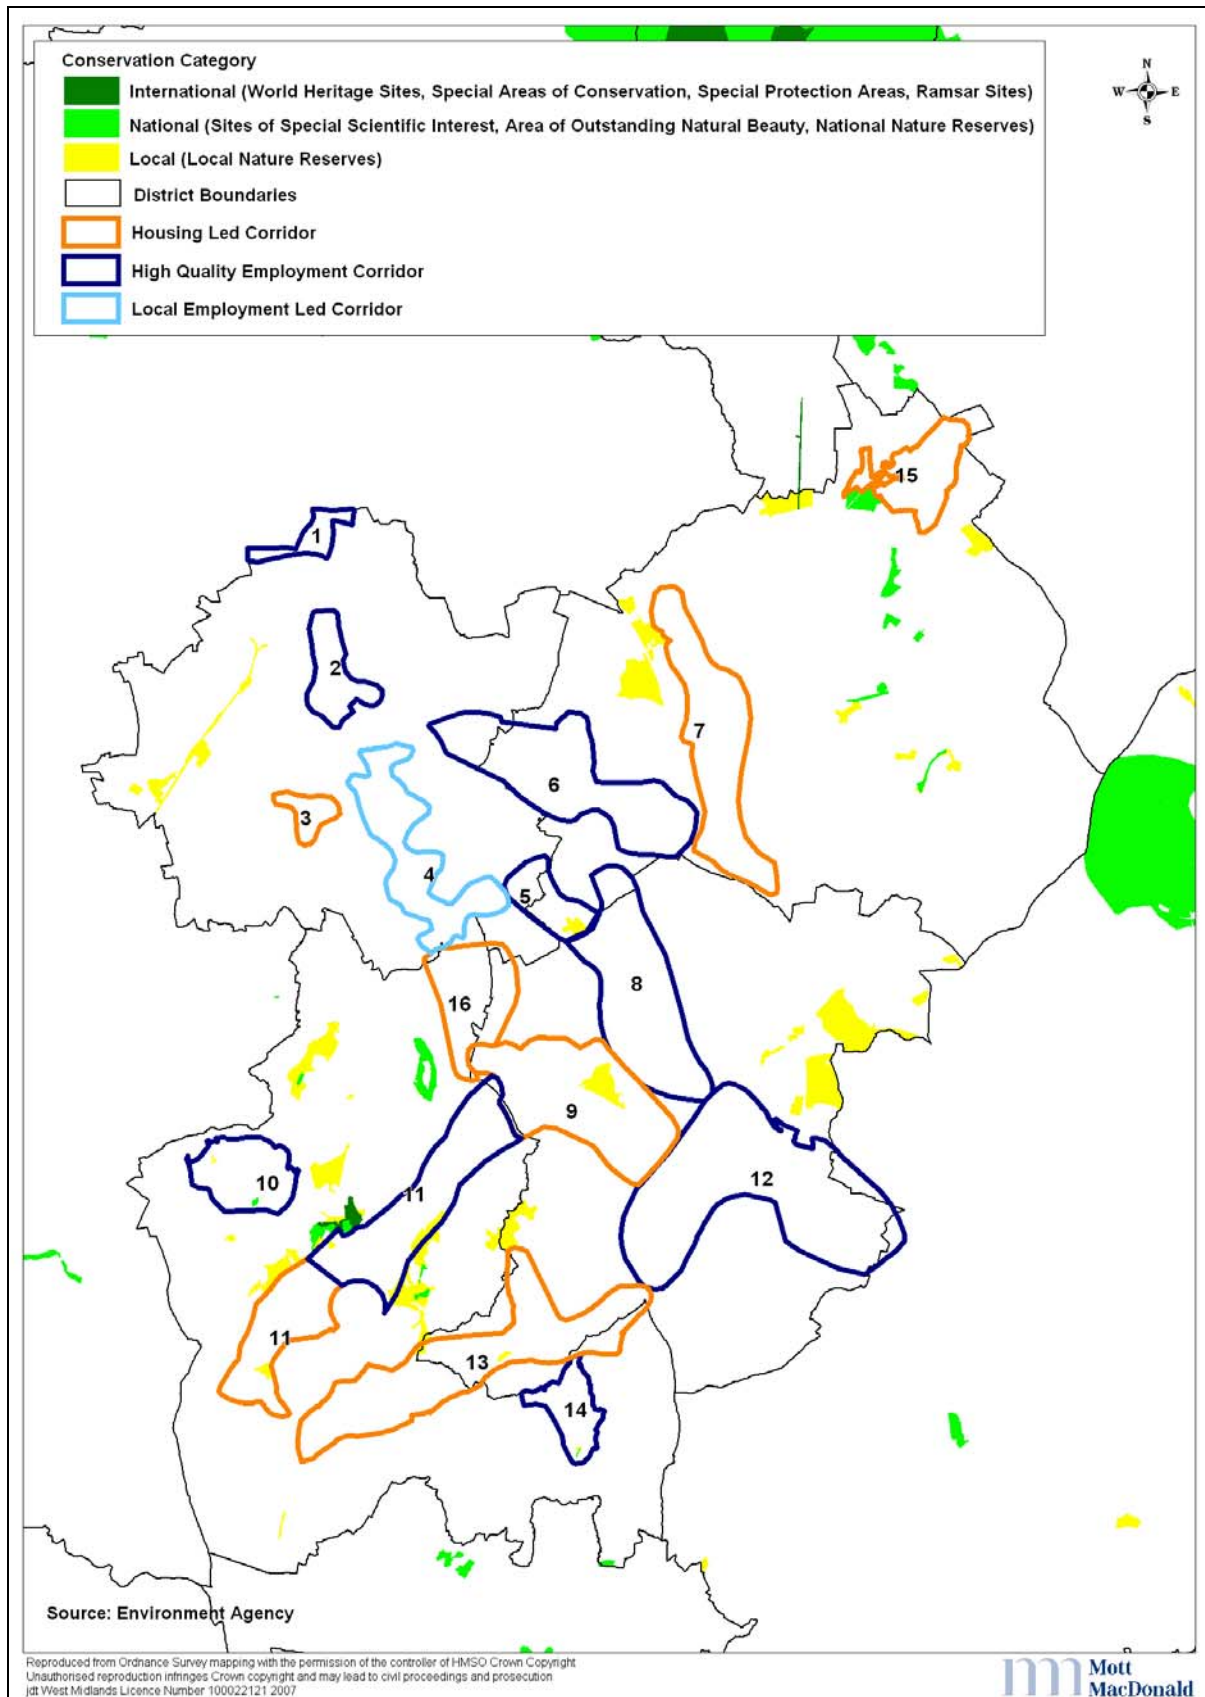 Conservation Category
International (World Heritage Sites, Special Areas of Conservation, Special Protection Areas, Ramsar Sites)
National (Sites of Special Scientific Interest, Area of Outstanding Natural Beauty, National Nature Reserves)
Local (Local Nature Reserves)
District Boundaries
Housing Led Corridor
High Quality Employment Corridor
Local Employment Led Corridor
N
W E
S
15
1
2
7
6
3
4
5
8
16
9
10
11
12
11
13
14
Source: Environment Agency
Reproduced from Ordnance Survey mapping with the permission of the controller of HMSO Crown Copyright
Unauthorised reproduction infringes Crown copyright and may lead to civil proceedings and prosecution
jdt West Midlands Licence Number 100022121 2007
Mott
MacDonald